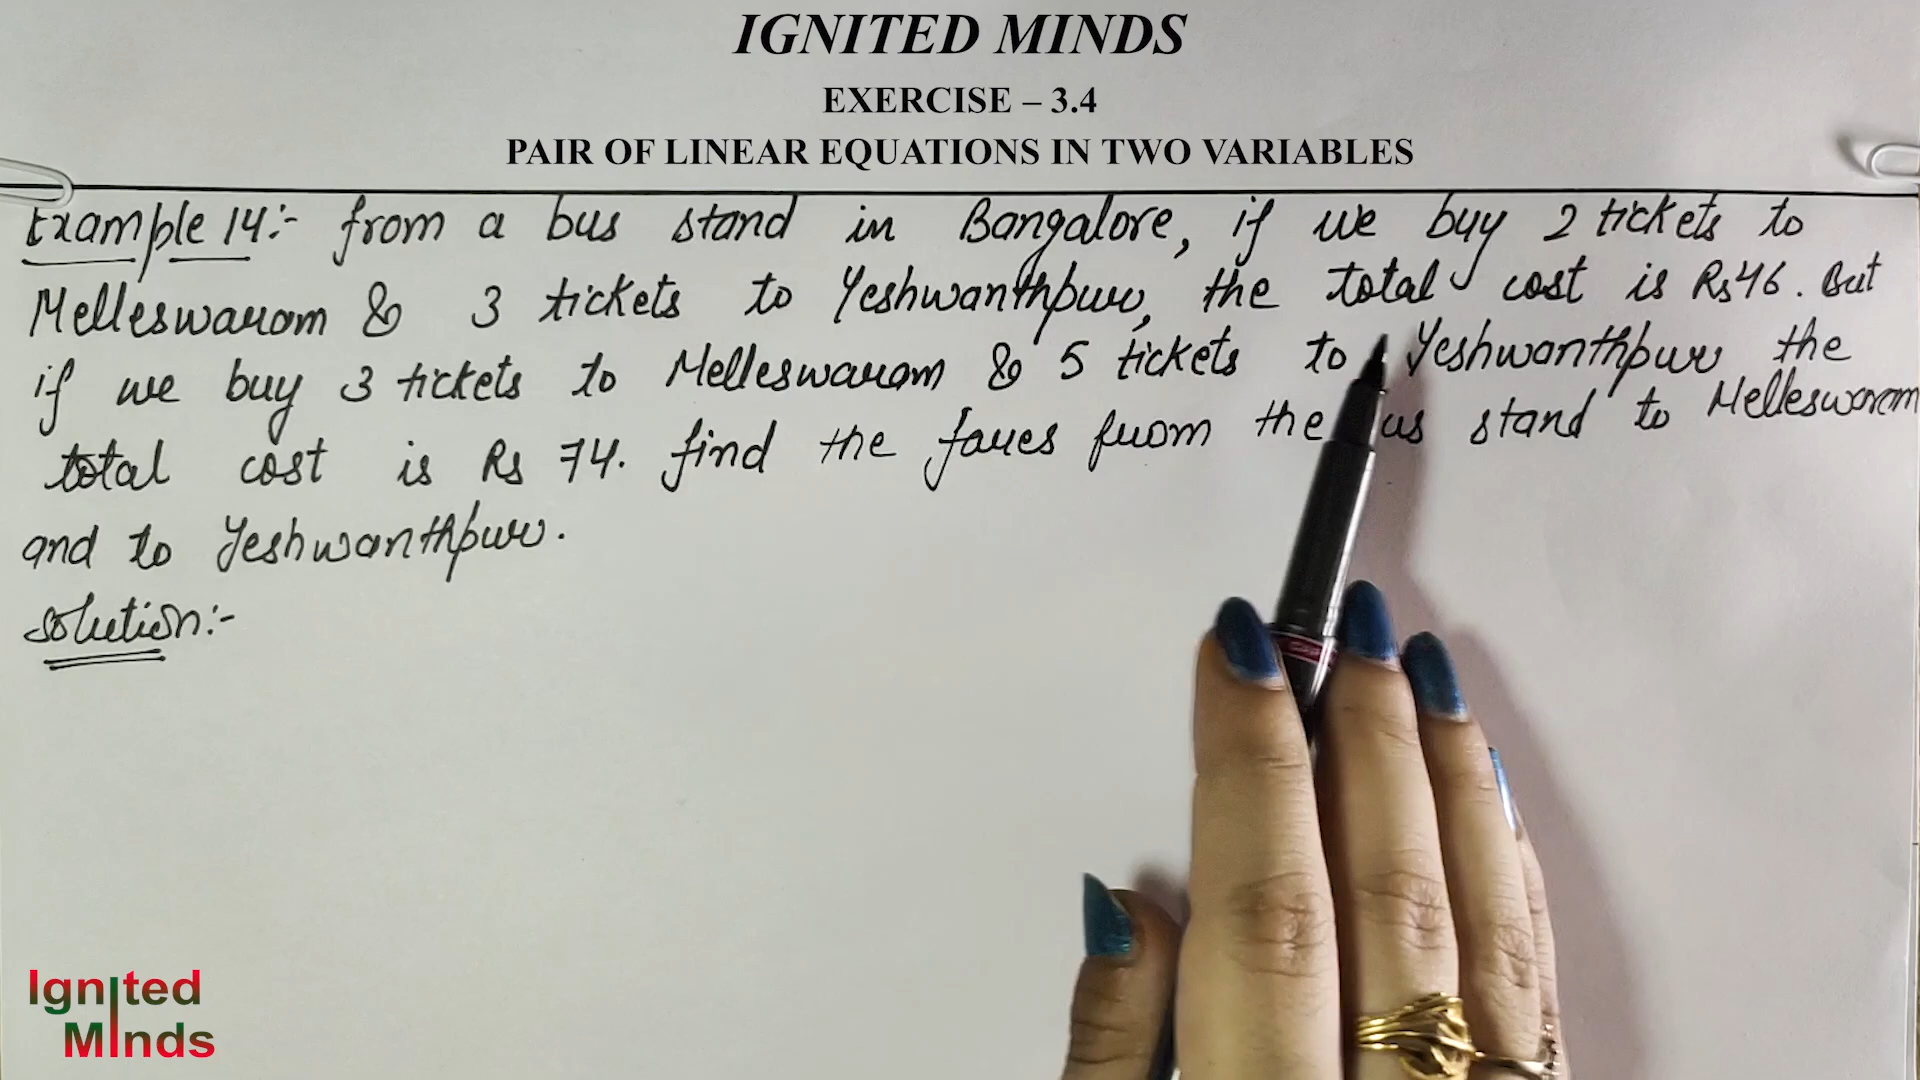 IGNITED MINDS
EXERCISE – 3.4
PAIR OF LINEAR EQUATIONS IN TWO VARIABLES
Example 14:- from a bus stand in Bangalore, if we buy 2 tickets to
Melleswaram & 3 tickets to Yeshwanthpur, the total cost is Rs 46. But
if we buy 3 tickets to Melleswaram & 5 tickets to Yeshwanthpur the
total cost is Rs 74. find the fares from the us stand to Melleswaram
and to Yeshwanthpur.
Solution:-
Ignited
Minds